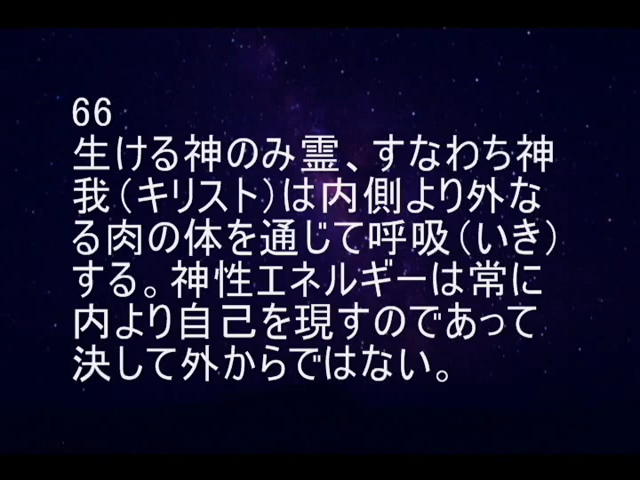 66
生ける神のみ霊、すなわち神
我（キリスト）は内側より外な
る肉の体を通じて呼吸（いき）
する。神性エネルギーは常に
内より自己を現すのであって
決して外からではない。